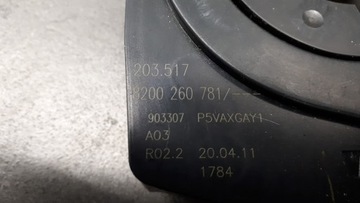 203.517
8200 260 781/---
903307 P5VAXGAY1
A03
R02.2 20.04.11
1784